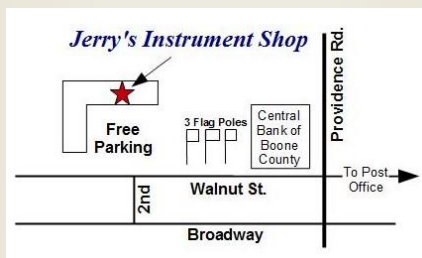 Jerry's Instrument Shop
Providence Rd.
3 Flag Poles
Central
Bank of
Boone
County
Free
Parking
To Post
Office
2nd
Walnut St.
Broadway